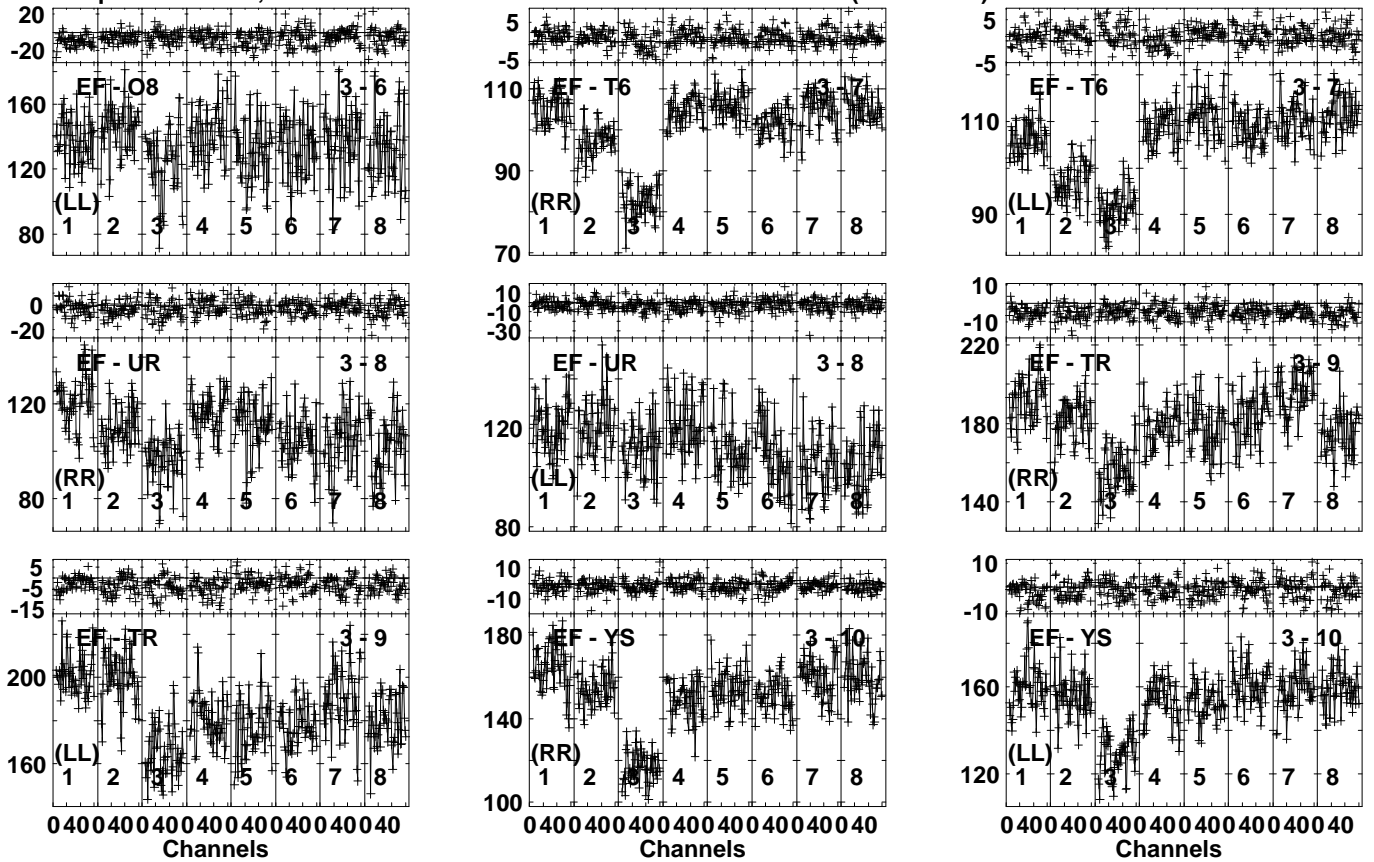 20
-20
EF - O8 3 - 6
160
120
80
(LL)
1 2 3 4 5 6 7 8
5
-5
EF - T6 3 - 7
110
90
70
(RR)
1 2 3 4 5 6 7 8
5
-5
EF - T6 3 - 7
110
90
(LL)
1 2 3 4 5 6 7 8
0
-20
EF - UR 3 - 8
120
80
(RR)
1 2 3 4 5 6 7 8
10
-10
-30
EF - UR 3 - 8
120
80
(LL)
1 2 3 4 5 6 7 8
10
-10
220
EF - TR 3 - 9
180
140
(RR)
1 2 3 4 5 6 7 8
5
-5
-15
EF - TR 3 - 9
200
160
(LL)
1 2 3 4 5 6 7 8
0 40 0 40 0 40 0 40 0 40 0 40 0 40 0 40
Channels
10
-10
EF - YS 3 - 10
180
140
100
(RR)
1 2 3 4 5 6 7 8
0 40 0 40 0 40 0 40 0 40 0 40 0 40 0 40
Channels
10
-10
EF - YS 3 - 10
160
120
(LL)
1 2 3 4 5 6 7 8
0 40 0 40 0 40 0 40 0 40 0 40 0 40 0 40
Channels